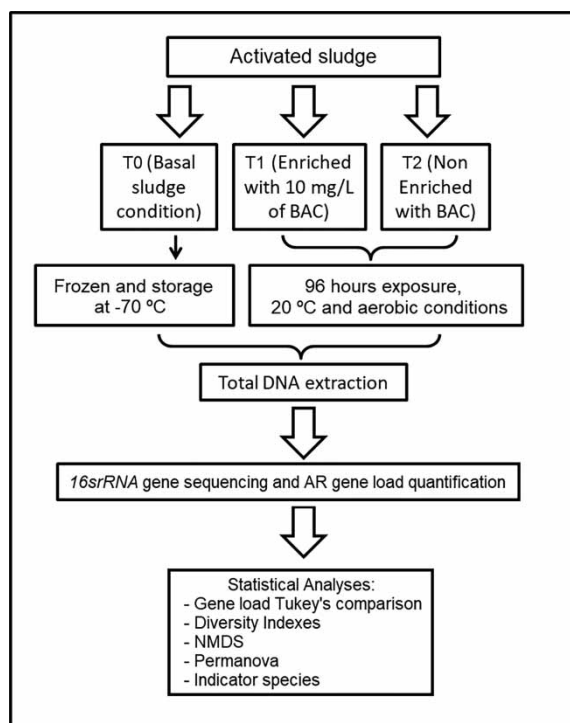 Activated sludge
T0 (Basal
sludge
condition)
T1 (Enriched
with 10 mg/L
of BAC)
T2 (Non
Enriched
with BAC)
Frozen and storage
at -70 ºC
96 hours exposure,
20 ºC and aerobic conditions
Total DNA extraction
16srRNA gene sequencing and AR gene load quantification
Statistical Analyses:
- Gene load Tukey's comparison
- Diversity Indexes
- NMDS
- Permanova
- Indicator species